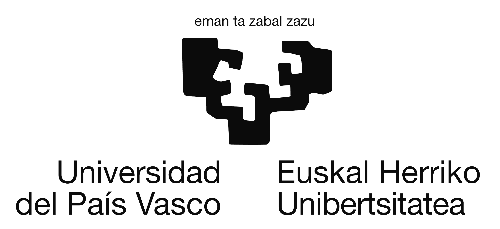 eman ta zabal zazu
Universidad
del País Vasco
Euskal Herriko
Unibertsitatea